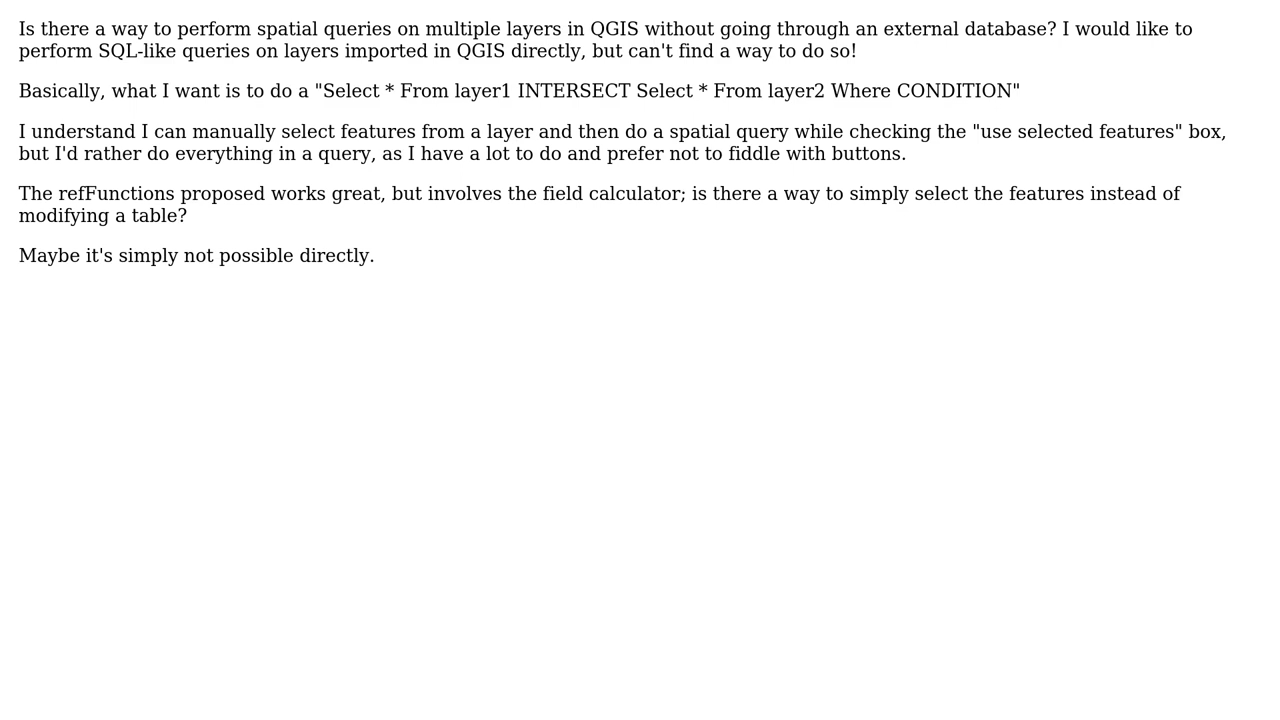 Is there a way to perform spatial queries on multiple layers in QGIS without going through an external database? I would like to
perform SQL-like queries on layers imported in QGIS directly, but can't find a way to do so!
Basically, what I want is to do a "Select * From layer1 INTERSECT Select * From layer2 Where CONDITION"
I understand I can manually select features from a layer and then do a spatial query while checking the "use selected features" box,
but I'd rather do everything in a query, as I have a lot to do and prefer not to fiddle with buttons.
The refFunctions proposed works great, but involves the field calculator; is there a way to simply select the features instead of
modifying a table?
Maybe it's simply not possible directly.